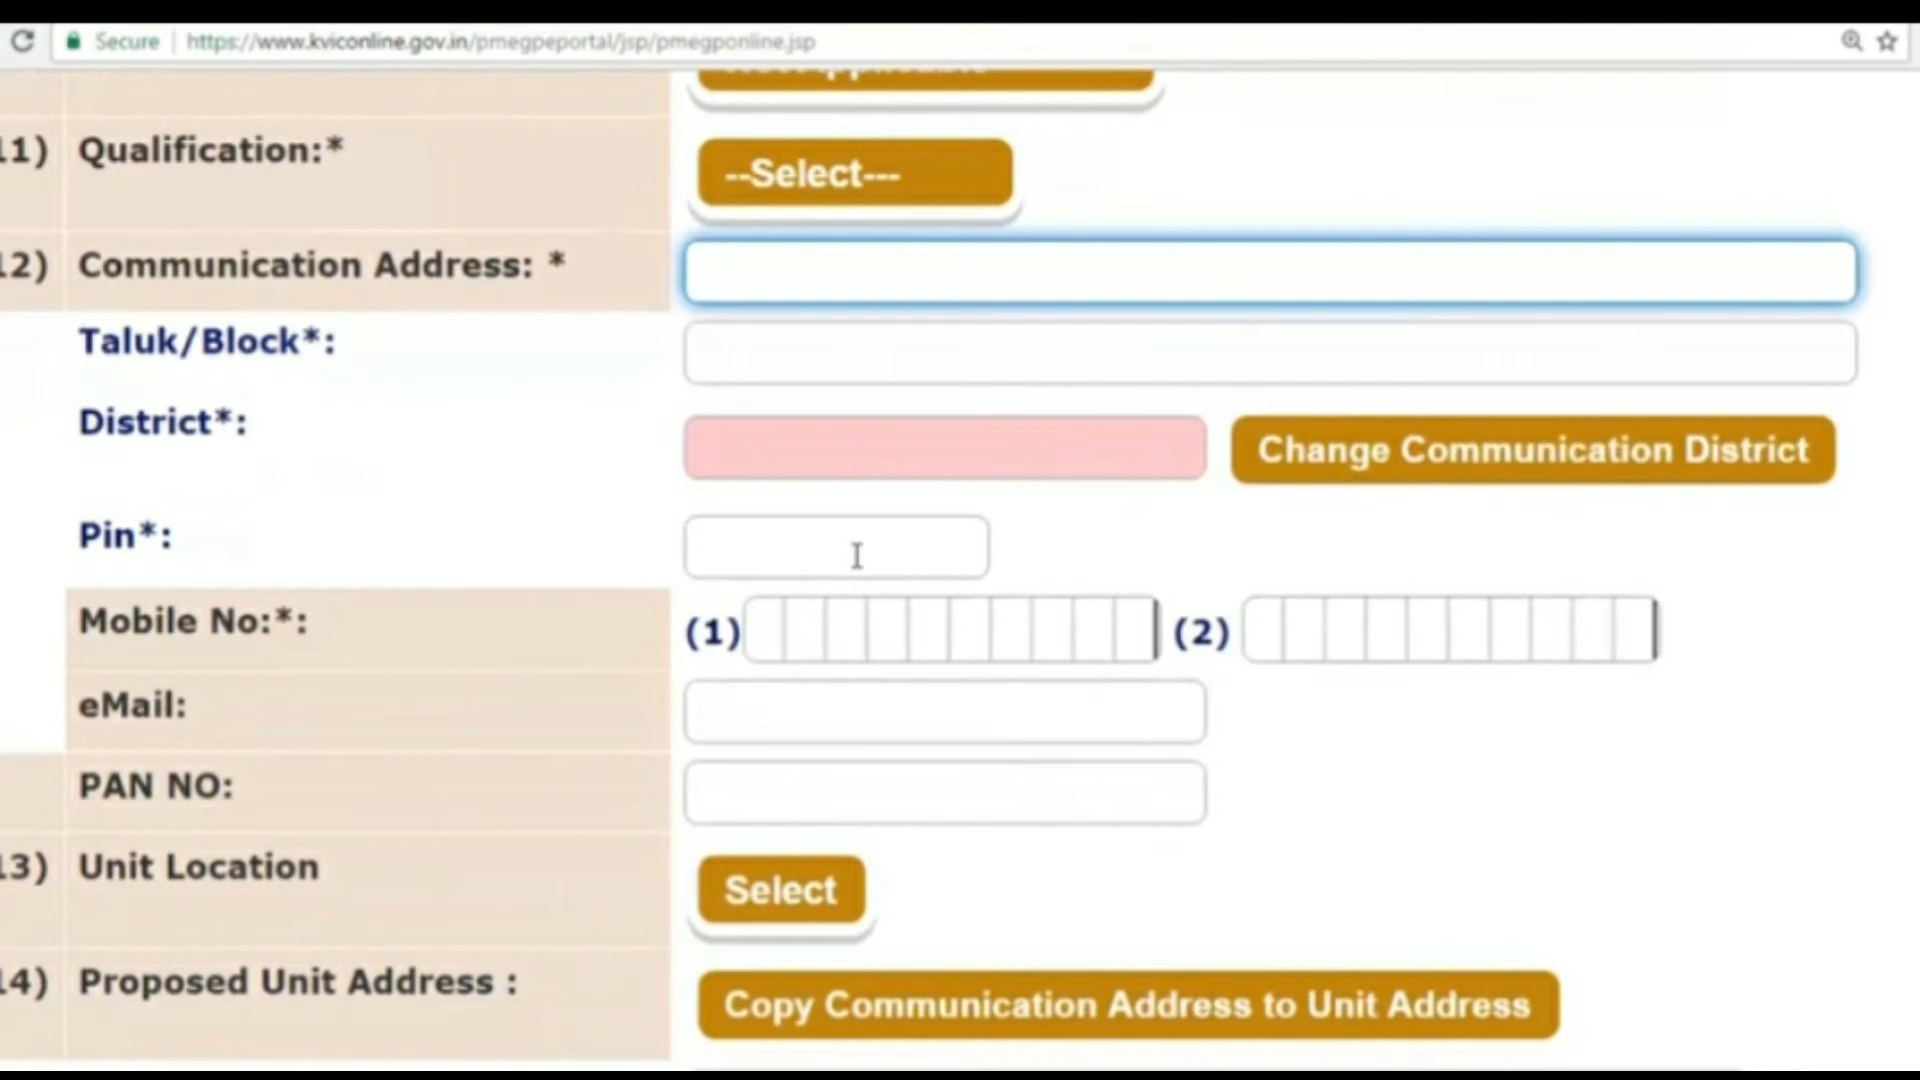 Secure | https://www.kviconline.gov.in/pmegpeportal/jsp/pmegponline.jsp
11) Qualification:* --Select---
12) Communication Address: *
Taluk/Block*:
District*: Change Communication District
Pin*:
Mobile No:*: (1) (2)
eMail:
PAN NO:
13) Unit Location Select
14) Proposed Unit Address : Copy Communication Address to Unit Address